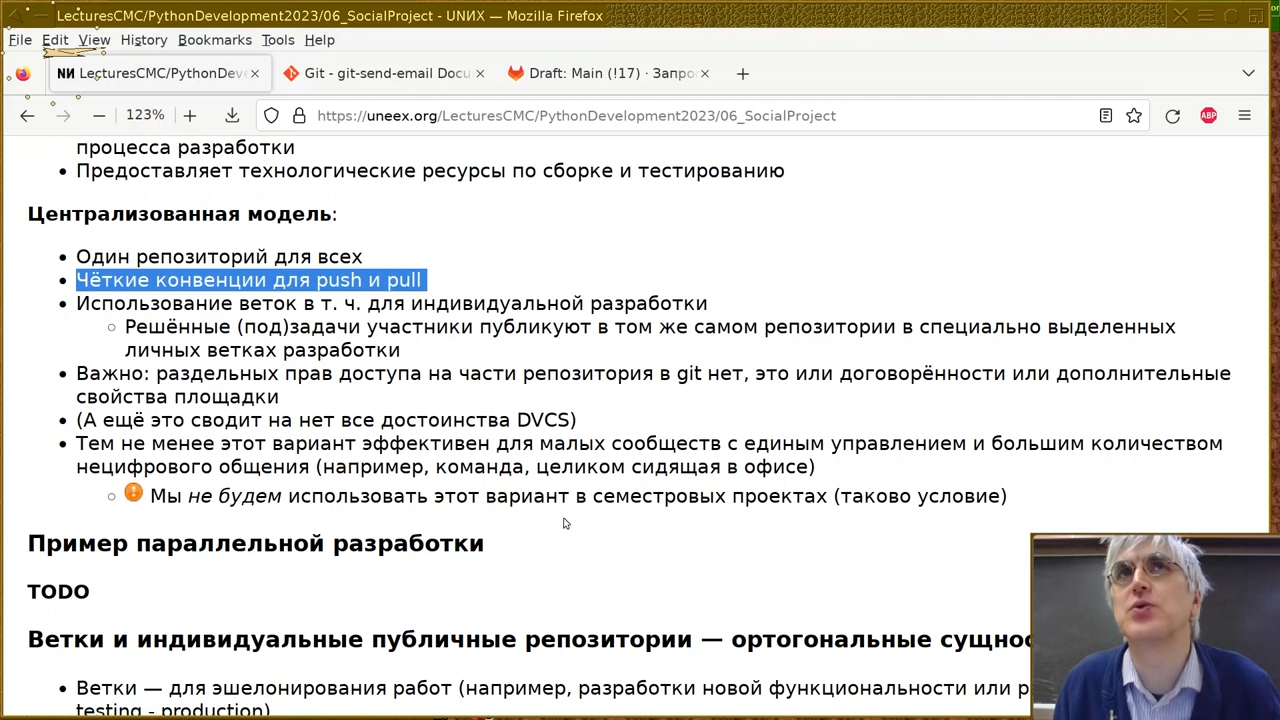 LecturesCMC/PythonDevelopment2023/06_SocialProject - UNИX — Mozilla Firefox
File Edit View History Bookmarks Tools Help
NИ LecturesCMC/PythonDeve
Git - git-send-email Docu
Draft: Main (!17) · Запро
123%
https://uneex.org/LecturesCMC/PythonDevelopment2023/06_SocialProject
ABP
процесса разработки
Предоставляет технологические ресурсы по сборке и тестированию
Централизованная модель:
Один репозиторий для всех
Чёткие конвенции для push и pull
Использование веток в т. ч. для индивидуальной разработки
Решённые (под)задачи участники публикуют в том же самом репозитории в специально выделенных
личных ветках разработки
Важно: раздельных прав доступа на части репозитория в git нет, это или договорённости или дополнительные
свойства площадки
(А ещё это сводит на нет все достоинства DVCS)
Тем не менее этот вариант эффективен для малых сообществ с единым управлением и большим количеством
нецифрового общения (например, команда, целиком сидящая в офисе)
Мы не будем использовать этот вариант в семестровых проектах (таково условие)
Пример параллельной разработки
TODO
Ветки и индивидуальные публичные репозитории — ортогональные сущнос
Ветки — для эшелонирования работ (например, разработки новой функциональности или р
testing - production)